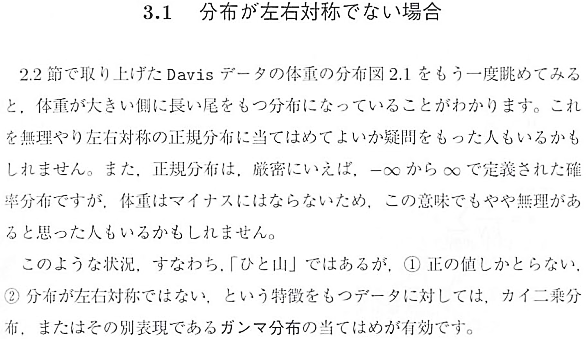 3.1 分布が左右対称でない場合
2.2 節で取り上げた Davis データの体重の分布図 2.1 をもう一度眺めてみる
と，体重が大きい側に長い尾をもつ分布になっていることがわかります。これ
を無理やり左右対称の正規分布に当てはめてよいか疑問をもった人もいるかも
しれません。また，正規分布は，厳密にいえば，−∞ から ∞ で定義された確
率分布ですが，体重はマイナスにはならないため，この意味でもやや無理があ
ると思った人もいるかもしれません。
このような状況，すなわち，「ひと山」ではあるが，① 正の値しかとらない，
② 分布が左右対称ではない，という特徴をもつデータに対しては，カイ二乗分
布，またはその別表現であるガンマ分布の当てはめが有効です。